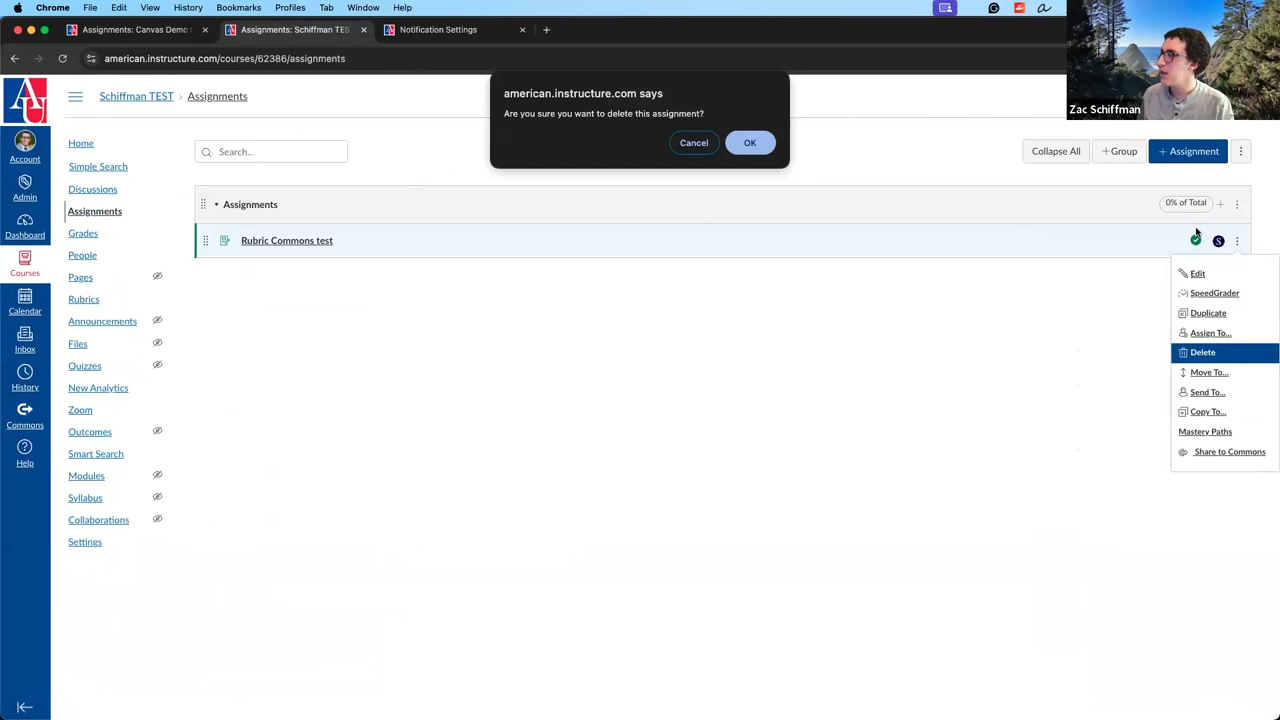 Chrome File Edit View History Bookmarks Profiles Tab Window Help
Assignments: Canvas Demo
Assignments: Schiffman TES
Notification Settings
american.instructure.com/courses/62386/assignments
Zac Schiffman
american.instructure.com says
Are you sure you want to delete this assignment?
Cancel
OK
Schiffman TEST › Assignments
Account
Admin
Dashboard
Courses
Calendar
Inbox
History
Commons
Help
Home
Simple Search
Discussions
Assignments
Grades
People
Pages
Rubrics
Announcements
Files
Quizzes
New Analytics
Zoom
Outcomes
Smart Search
Modules
Syllabus
Collaborations
Settings
Search...
Collapse All
+ Group
+ Assignment
Assignments
0% of Total
Rubric Commons test
S
Edit
SpeedGrader
Duplicate
Assign To...
Delete
Move To...
Send To...
Copy To...
Mastery Paths
Share to Commons